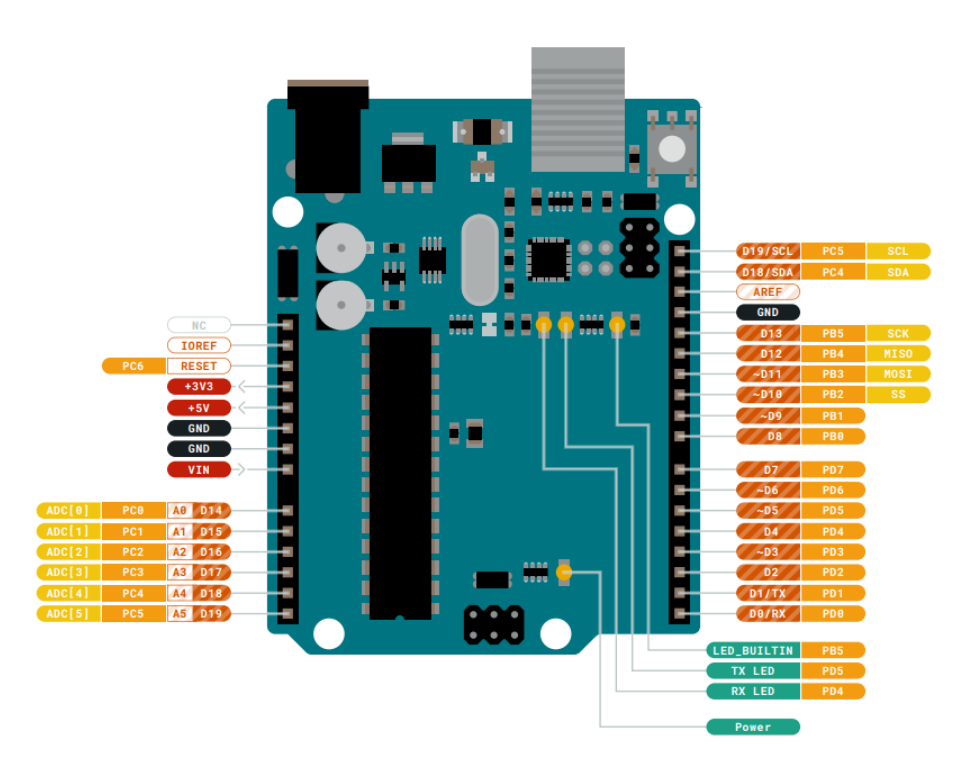 D19/SCL PC5 SCL
D18/SDA PC4 SDA
AREF
GND
NC
D13 PB5 SCK
IOREF
D12 PB4 MISO
PC6 RESET
~D11 PB3 MOSI
+3V3
~D10 PB2 SS
+5V
~D9 PB1
GND
D8 PB0
GND
VIN
D7 PD7
~D6 PD6
ADC[0] PC0 A0 D14
~D5 PD5
ADC[1] PC1 A1 D15
D4 PD4
ADC[2] PC2 A2 D16
~D3 PD3
ADC[3] PC3 A3 D17
D2 PD2
ADC[4] PC4 A4 D18
D1/TX PD1
ADC[5] PC5 A5 D19
D0/RX PD0
LED_BUILTIN PB5
TX LED PD5
RX LED PD4
Power